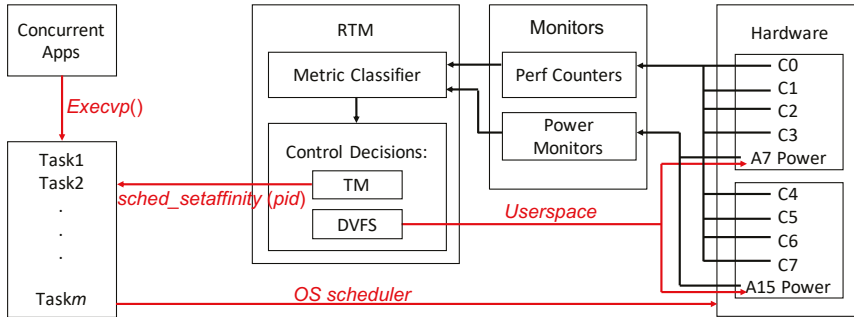 Concurrent
Apps
Execvp()
Task1
Task2
.
.
.
Taskm
RTM
Metric Classifier
Control Decisions:
TM
DVFS
sched_setaffinity (pid)
Userspace
OS scheduler
Monitors
Perf Counters
Power
Monitors
Hardware
C0
C1
C2
C3
A7 Power
C4
C5
C6
C7
A15 Power